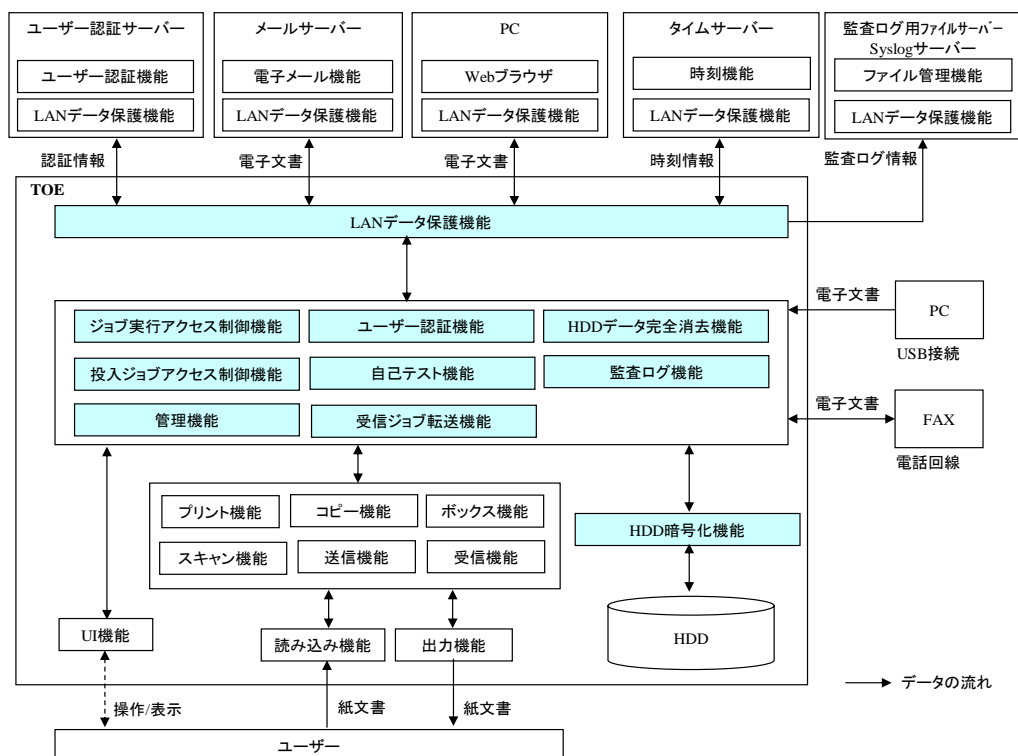 ユーザー認証サーバー
ユーザー認証機能
LANデータ保護機能
メールサーバー
電子メール機能
LANデータ保護機能
PC
Webブラウザ
LANデータ保護機能
タイムサーバー
時刻機能
LANデータ保護機能
監査ログ用ファイルサーバー
Syslogサーバー
ファイル管理機能
LANデータ保護機能
認証情報
電子文書
電子文書
時刻情報
監査ログ情報
TOE
LANデータ保護機能
ジョブ実行アクセス制御機能
ユーザー認証機能
HDDデータ完全消去機能
投入ジョブアクセス制御機能
自己テスト機能
監査ログ機能
管理機能
受信ジョブ転送機能
電子文書
PC
USB接続
電子文書
FAX
電話回線
プリント機能
コピー機能
ボックス機能
スキャン機能
送信機能
受信機能
HDD暗号化機能
HDD
UI機能
読み込み機能
出力機能
データの流れ
操作/表示
紙文書
紙文書
ユーザー